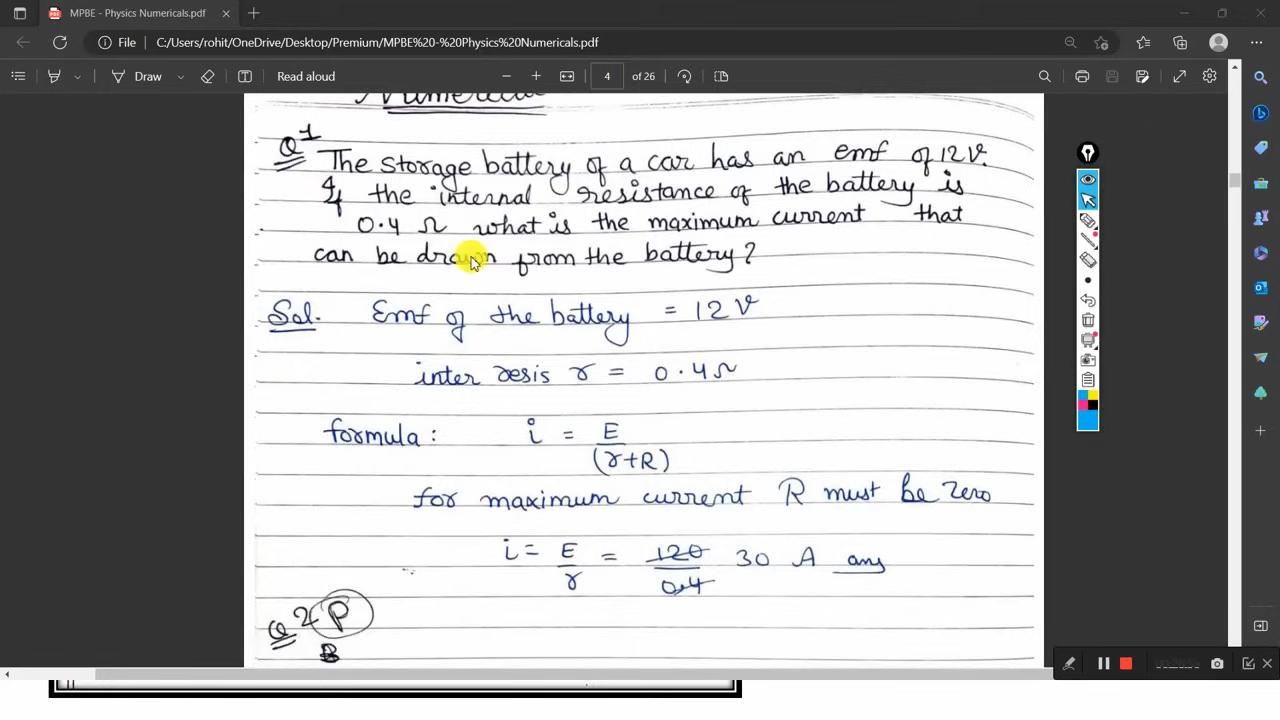 MPBE - Physics Numericals.pdf
File C:/Users/rohit/OneDrive/Desktop/Premium/MPBE%20-%20Physics%20Numericals.pdf
Draw Read aloud 4 of 26
Numerical
Q1 The storage battery of a car has an emf of 12V.
If the internal resistance of the battery is
0.4 Ω what is the maximum current that
can be drawn from the battery?
Sol. Emf of the battery = 12 V
inter resis r = 0.4 Ω
formula: i = E
(r+R)
for maximum current R must be zero
i = E = 120 30 A ans
r 0.4
Q2 P
B